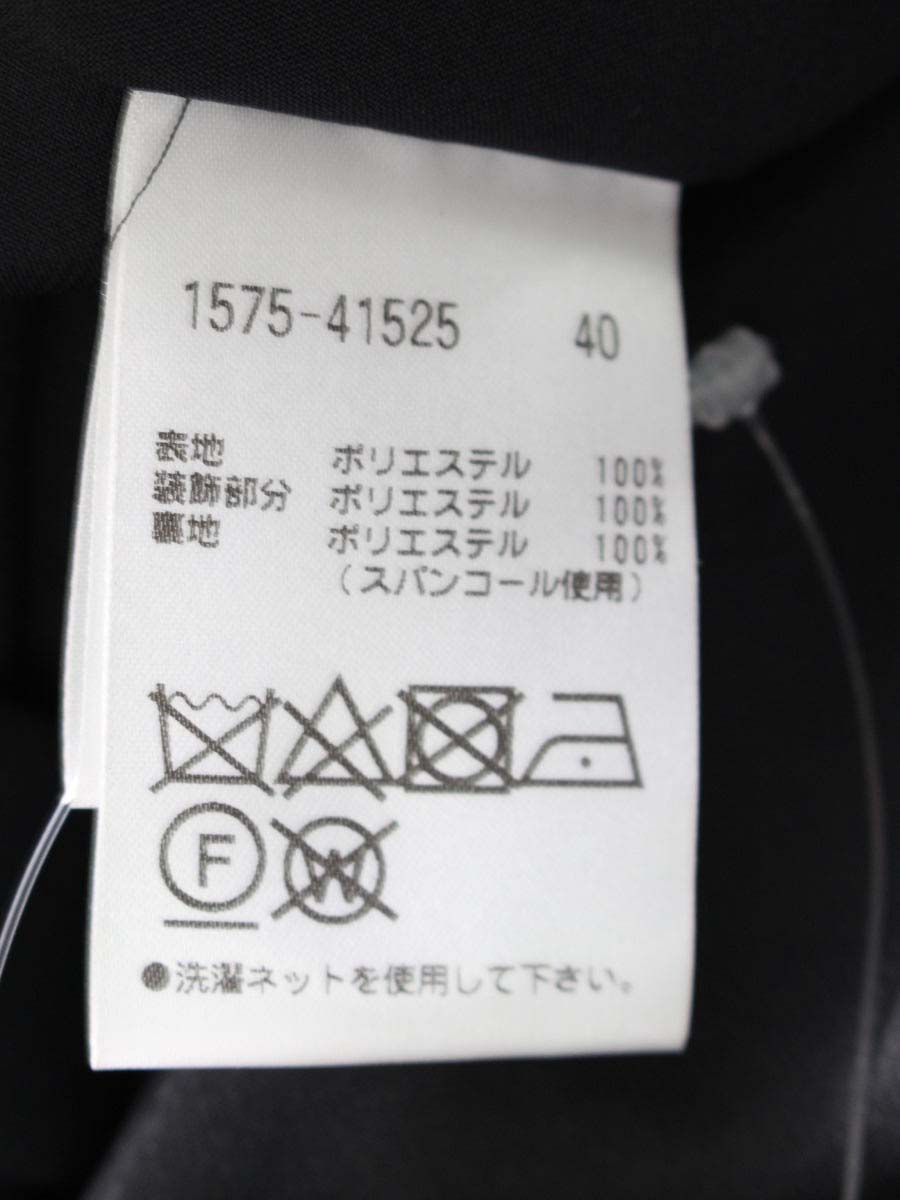 1575-41525 40
表地 ポリエステル 100%
装飾部分 ポリエステル 100%
裏地 ポリエステル 100%
(スパンコール使用)
F W
●洗濯ネットを使用して下さい。